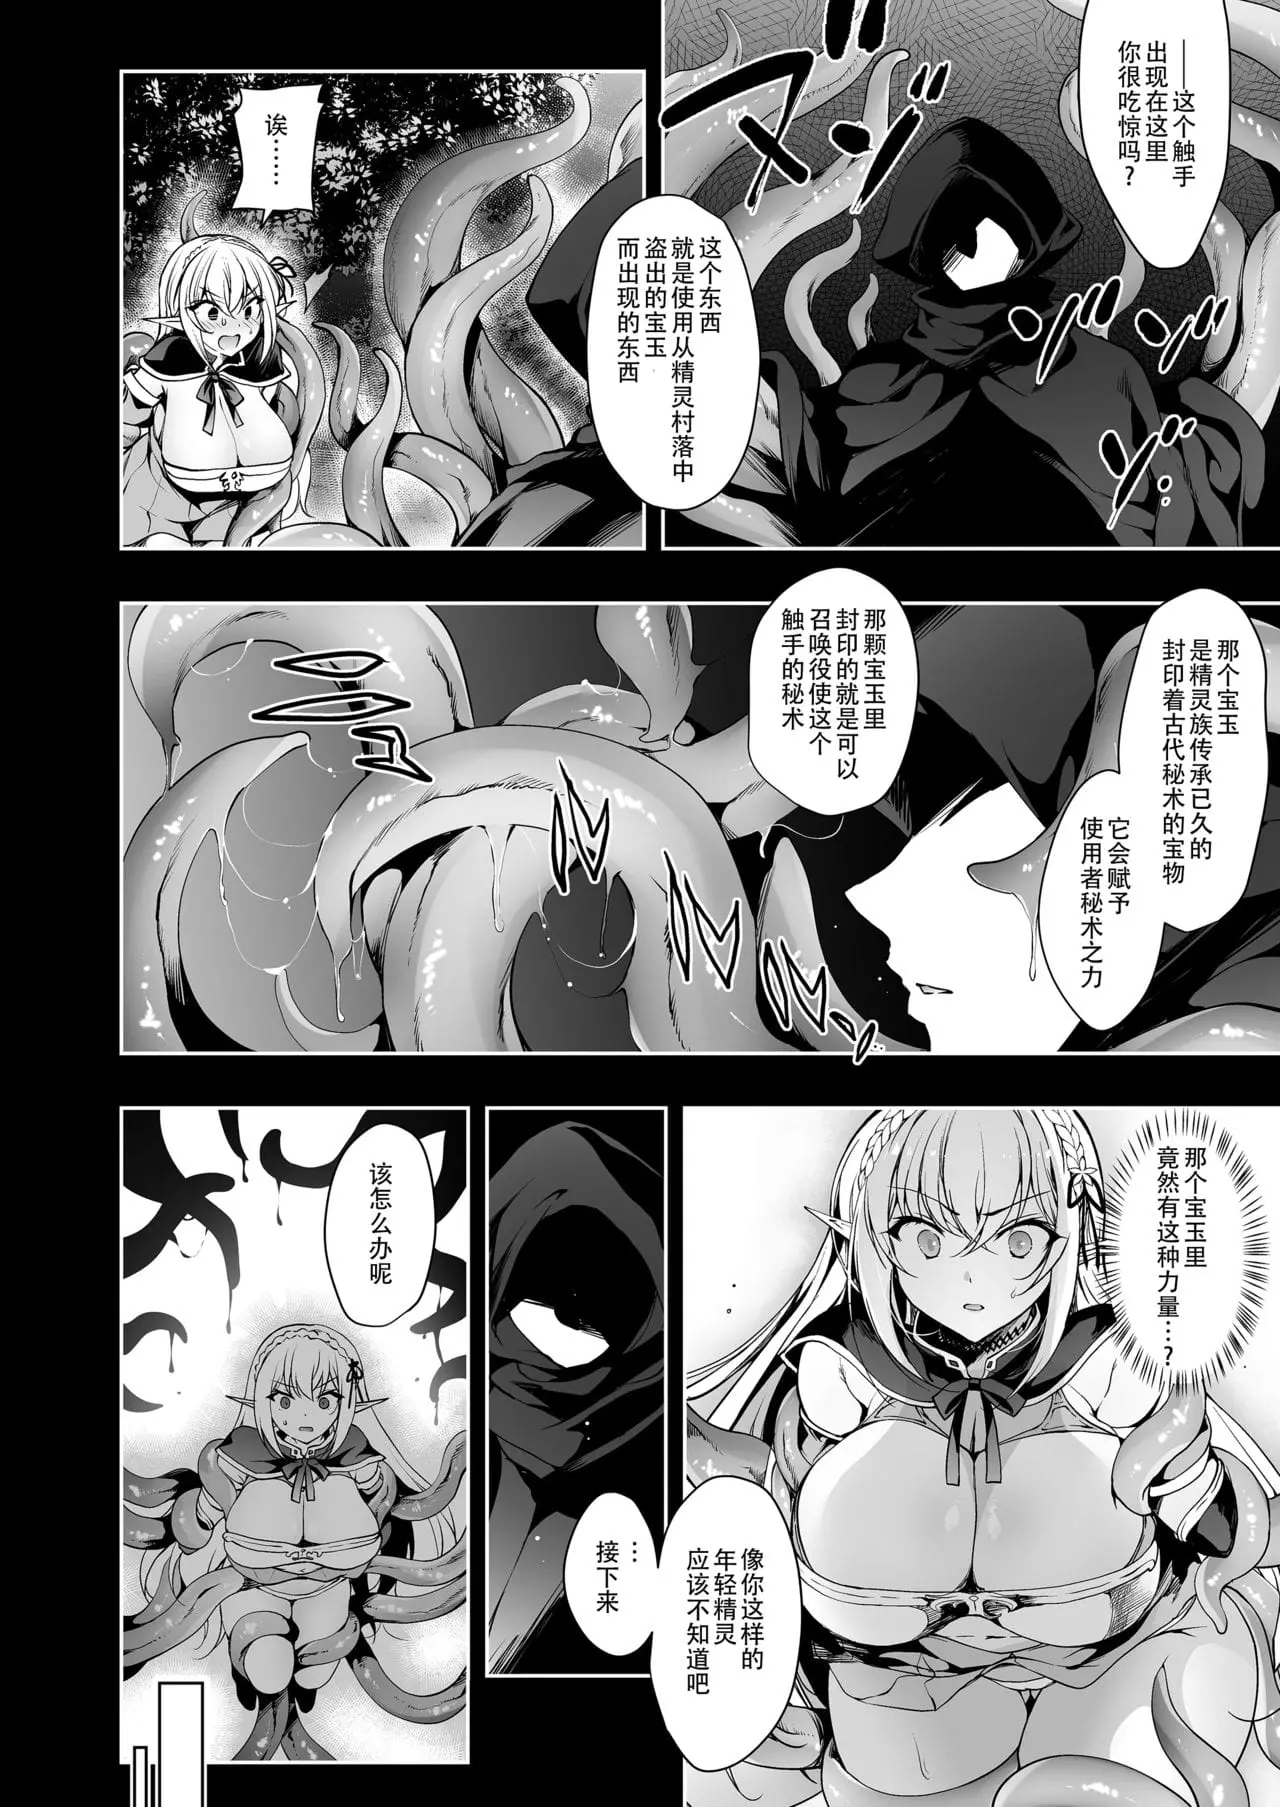 ——这个触手
出现在这里
你很吃惊吗？
这个东西
就是使用从精灵村落中
盗出的宝玉
而出现的东西
诶……
那个宝玉
是精灵族传承已久的
封印着古代秘术的宝物
它会赋予
使用者秘术之力
那颗宝玉里
封印的就是可以
召唤役使这个
触手的秘术
那个宝玉里
竟然有这种力量…？
像你这样的
年轻精灵
应该不知道吧
…
接下来
该怎么办呢